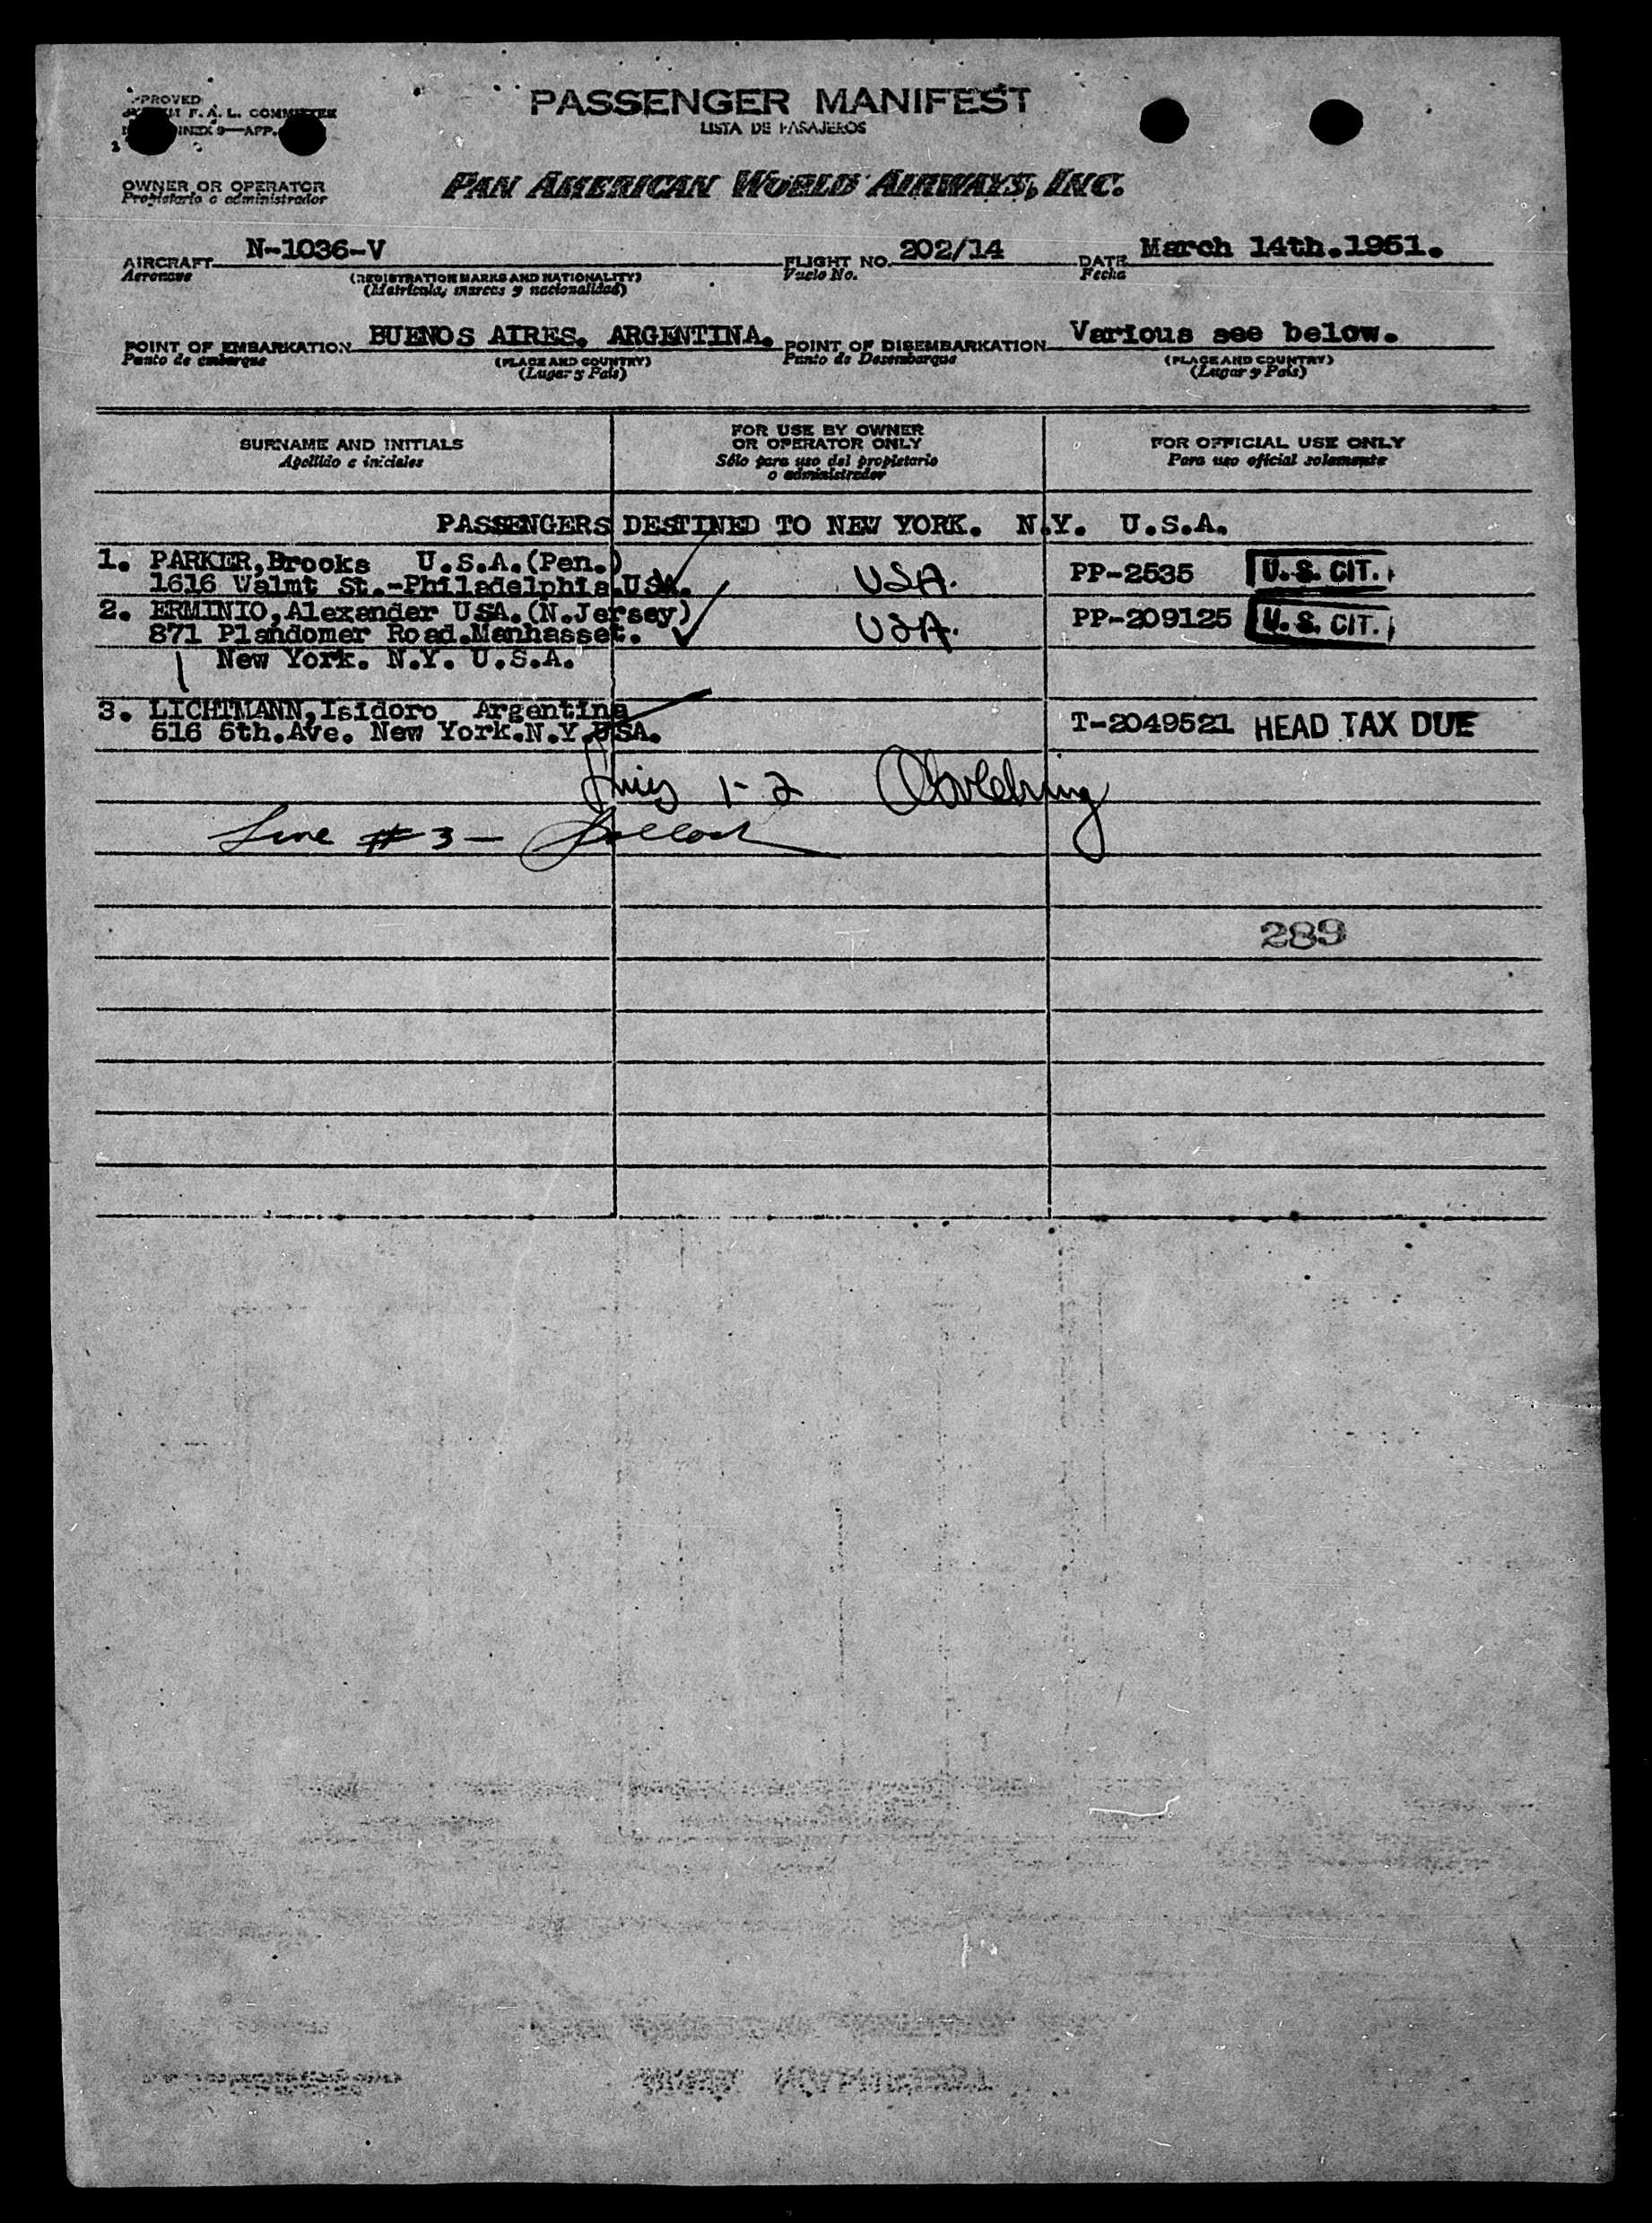 PASSENGER MANIFEST
LISTA DE PASAJEROS
F. A. L. COMMITTEE
OWNER OR OPERATOR
Propietario o administrador
PAN AMERICAN WORLD AIRWAYS, INC.
AIRCRAFT N-1036-V FLIGHT NO. 202/14 DATE March 14th.1951.
Aeronave (REGISTRATION MARKS AND NATIONALITY) Vuelo No. Fecha
(Matrícula, marcas y nacionalidad)
POINT OF EMBARKATION BUENOS AIRES. ARGENTINA. POINT OF DISEMBARKATION Various see below.
Punto de embarque (PLACE AND COUNTRY) Punto de Desembarque (PLACE AND COUNTRY)
(Lugar y País) (Lugar y País)
SURNAME AND INITIALS
Apellido e iniciales
FOR USE BY OWNER
OR OPERATOR ONLY
Sólo para uso del propietario
o administrador
FOR OFFICIAL USE ONLY
Para uso oficial solamente
PASSENGERS DESTINED TO NEW YORK. N.Y. U.S.A.
1. PARKER,Brooks U.S.A.(Pen.)
1616 Walmt St.-Philadelphia.USA. USA. PP-2535 U.S. CIT.
2. ERMINIO,Alexander USA.(N.Jersey)
871 Plandomer Road.Manhasset. USA. PP-209125 U.S. CIT.
New York. N.Y. U.S.A.
3. LICHTMANN,Isidoro Argentina
516 5th.Ave. New York.N.Y.USA. T-2049521 HEAD TAX DUE
1-2
Line #3 -
289